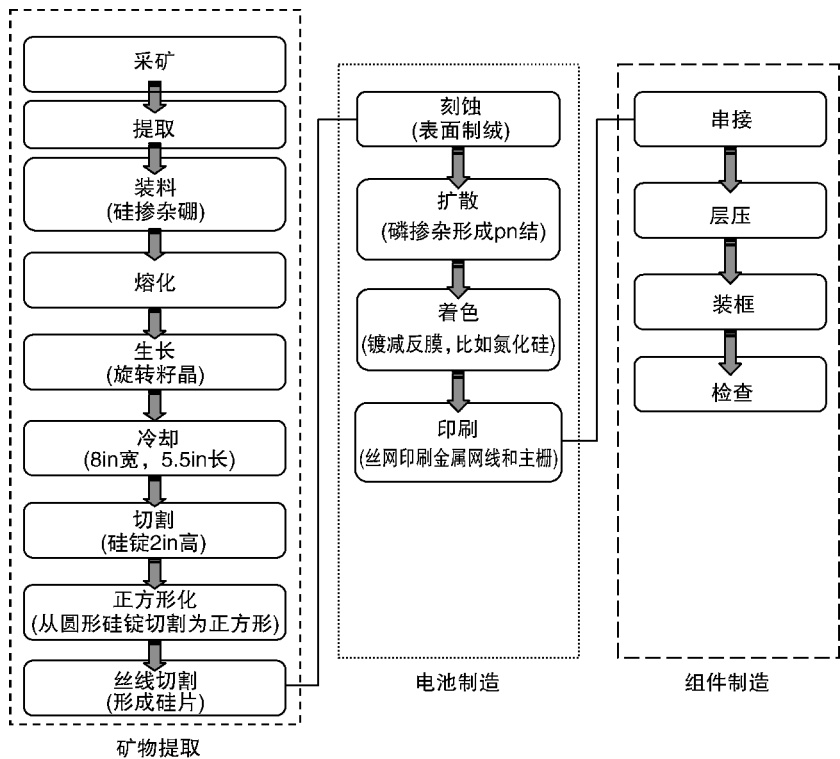 采矿
提取
装料
(硅掺杂硼)
熔化
生长
(旋转籽晶)
冷却
(8in宽，5.5in长)
切割
(硅锭2in高)
正方形化
(从圆形硅锭切割为正方形)
丝线切割
(形成硅片)
矿物提取
刻蚀
(表面制绒)
扩散
(磷掺杂形成pn结)
着色
(镀减反膜，比如氮化硅)
印刷
(丝网印刷金属网线和主栅)
电池制造
串接
层压
装框
检查
组件制造